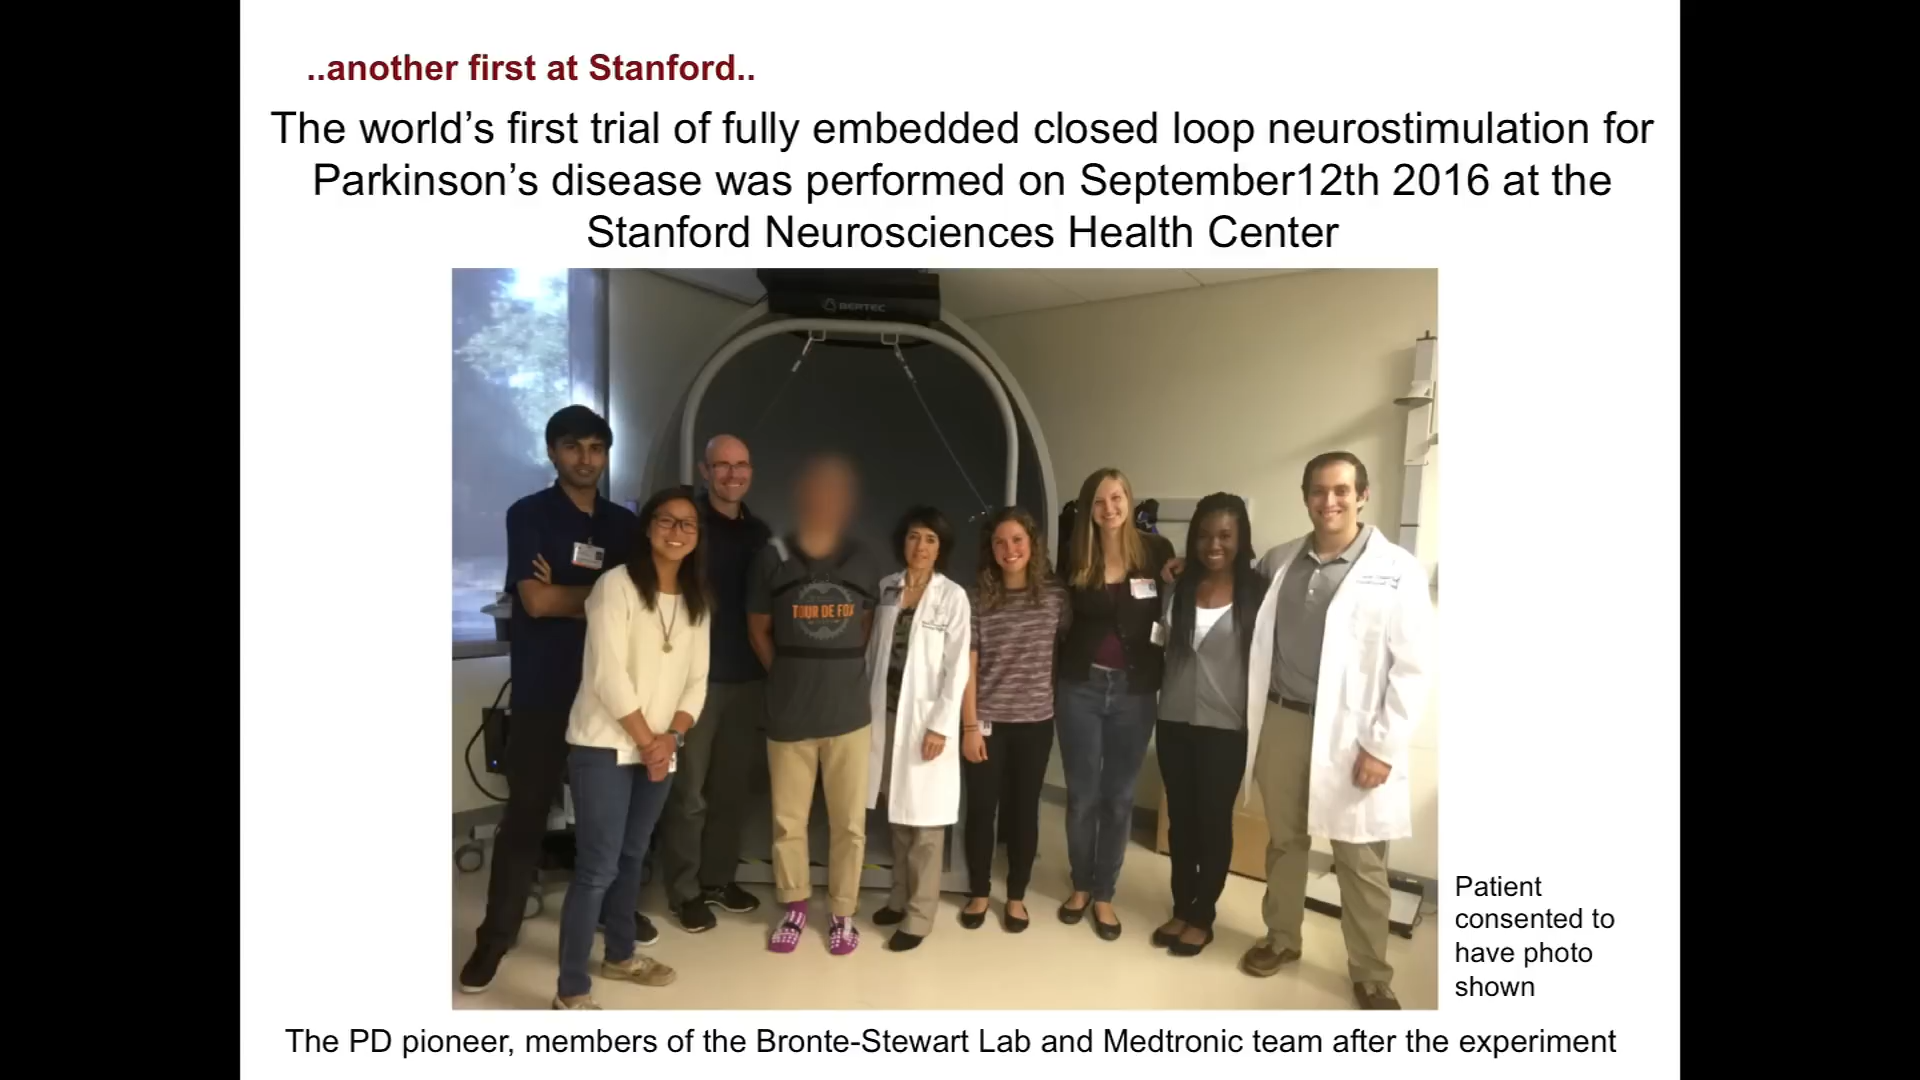 ..another first at Stanford..
The world’s first trial of fully embedded closed loop neurostimulation for
Parkinson’s disease was performed on September12th 2016 at the
Stanford Neurosciences Health Center
BERTEC
TOUR DE FOX
Patient
consented to
have photo
shown
The PD pioneer, members of the Bronte-Stewart Lab and Medtronic team after the experiment